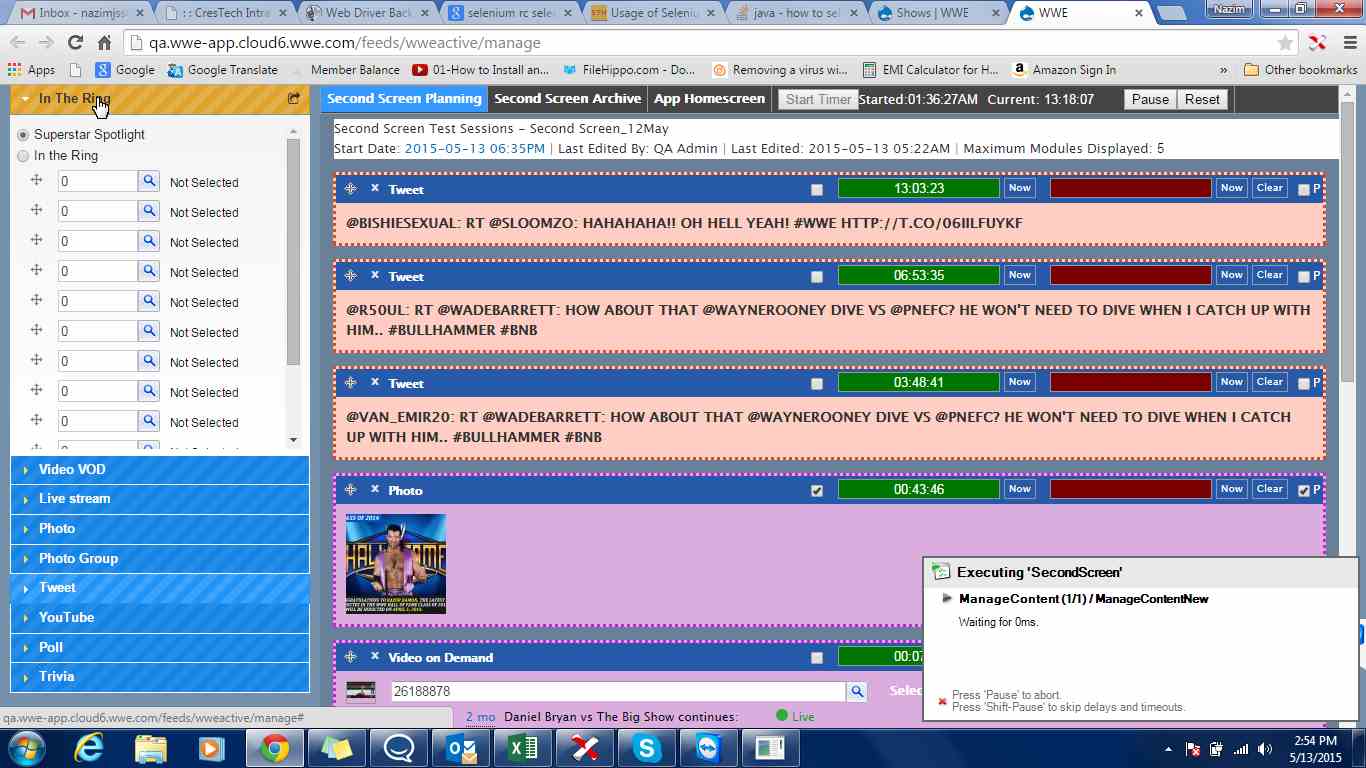 Inbox - nazimjss
: : CresTech Intra
Web Driver Back
selenium rc sele
Usage of Seleniu
java - how to sel
Shows | WWE
WWE
Nazim
qa.wwe-app.cloud6.wwe.com/feeds/wweactive/manage
Apps
Google
Google Translate
Member Balance
01-How to Install an...
FileHippo.com - Do...
Removing a virus wi...
EMI Calculator for H...
Amazon Sign In
»
Other bookmarks
In The Ring
Second Screen Planning
Second Screen Archive
App Homescreen
Start Timer
Started:01:36:27AM
Current: 13:18:07
Pause
Reset
Superstar Spotlight
In the Ring
0 Not Selected
0 Not Selected
0 Not Selected
0 Not Selected
0 Not Selected
0 Not Selected
0 Not Selected
0 Not Selected
0 Not Selected
Video VOD
Live stream
Photo
Photo Group
Tweet
YouTube
Poll
Trivia
Second Screen Test Sessions - Second Screen_12May
Start Date: 2015-05-13 06:35PM | Last Edited By: QA Admin | Last Edited: 2015-05-13 05:22AM | Maximum Modules Displayed: 5
x Tweet 13:03:23 Now Now Clear P
@BISHIESEXUAL: RT @SLOOMZO: HAHAHAHA!! OH HELL YEAH! #WWE HTTP://T.CO/06IILFUYKF
x Tweet 06:53:35 Now Now Clear P
@R50UL: RT @WADEBARRETT: HOW ABOUT THAT @WAYNEROONEY DIVE VS @PNEFC? HE WON'T NEED TO DIVE WHEN I CATCH UP WITH
HIM.. #BULLHAMMER #BNB
x Tweet 03:48:41 Now Now Clear P
@VAN_EMIR20: RT @WADEBARRETT: HOW ABOUT THAT @WAYNEROONEY DIVE VS @PNEFC? HE WON'T NEED TO DIVE WHEN I CATCH
UP WITH HIM.. #BULLHAMMER #BNB
x Photo 00:43:46 Now Now Clear P
x Video on Demand 00:07
26188878 Selec
2 mo Daniel Bryan vs The Big Show continues: Live
Executing 'SecondScreen'
ManageContent (1/1) / ManageContentNew
Waiting for 0ms.
Press 'Pause' to abort.
Press 'Shift-Pause' to skip delays and timeouts.
qa.wwe-app.cloud6.wwe.com/feeds/wweactive/manage#
2:54 PM
5/13/2015